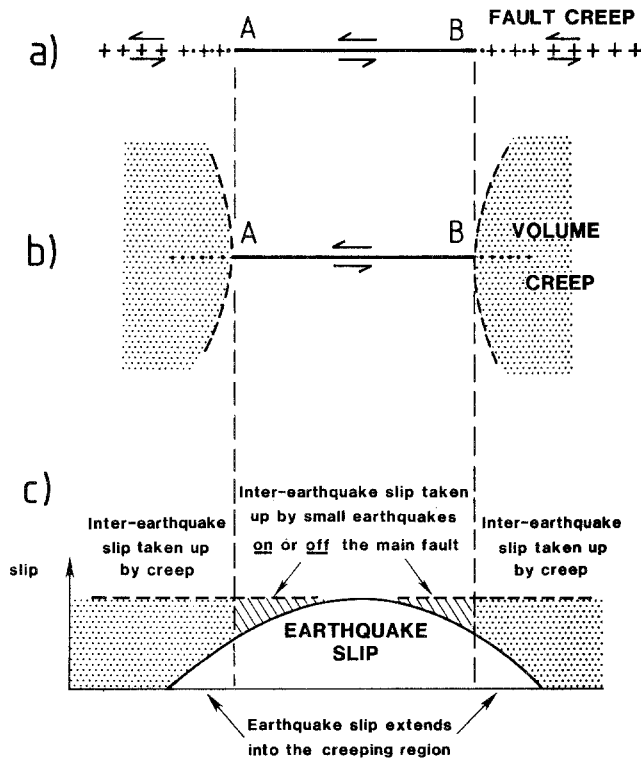 FAULT CREEP
a)
A
B
b)
A
B
VOLUME
CREEP
c)
Inter-earthquake slip taken
up by small earthquakes
on or off the main fault
Inter-earthquake
slip taken up
by creep
Inter-earthquake
slip taken up
by creep
slip
EARTHQUAKE
SLIP
Earthquake slip extends
into the creeping region